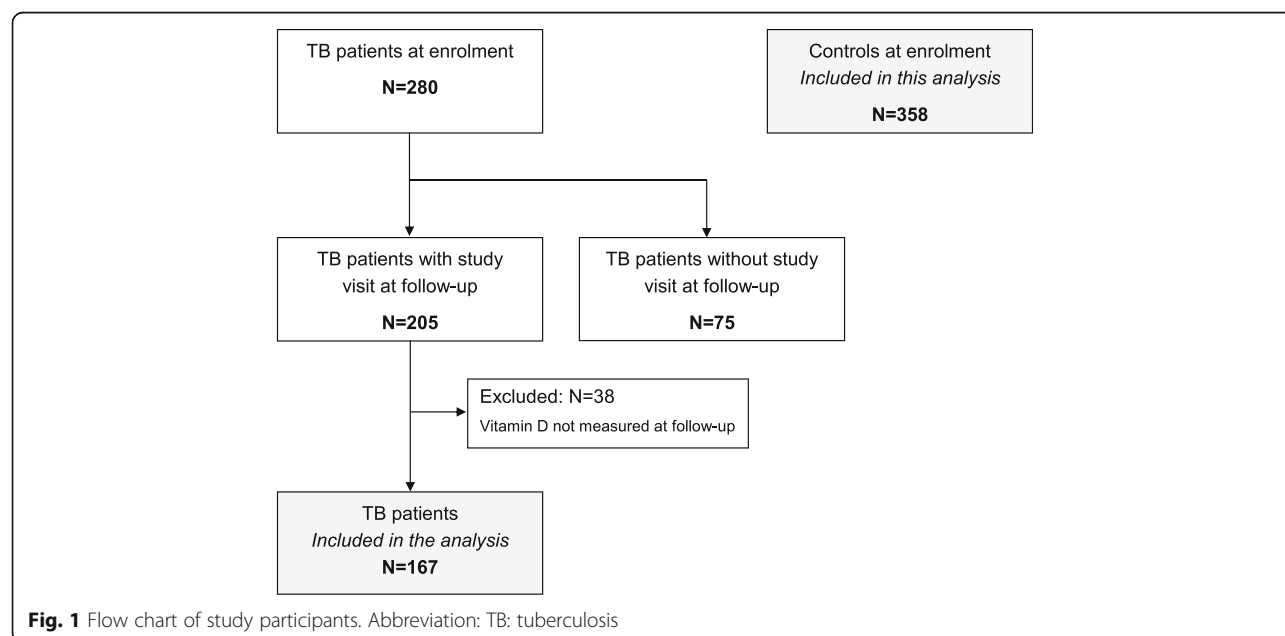 TB patients at enrolment
N=280
Controls at enrolment
Included in this analysis
N=358
TB patients with study
visit at follow-up
N=205
TB patients without study
visit at follow-up
N=75
Excluded: N=38
Vitamin D not measured at follow-up
TB patients
Included in the analysis
N=167
Fig. 1 Flow chart of study participants. Abbreviation: TB: tuberculosis